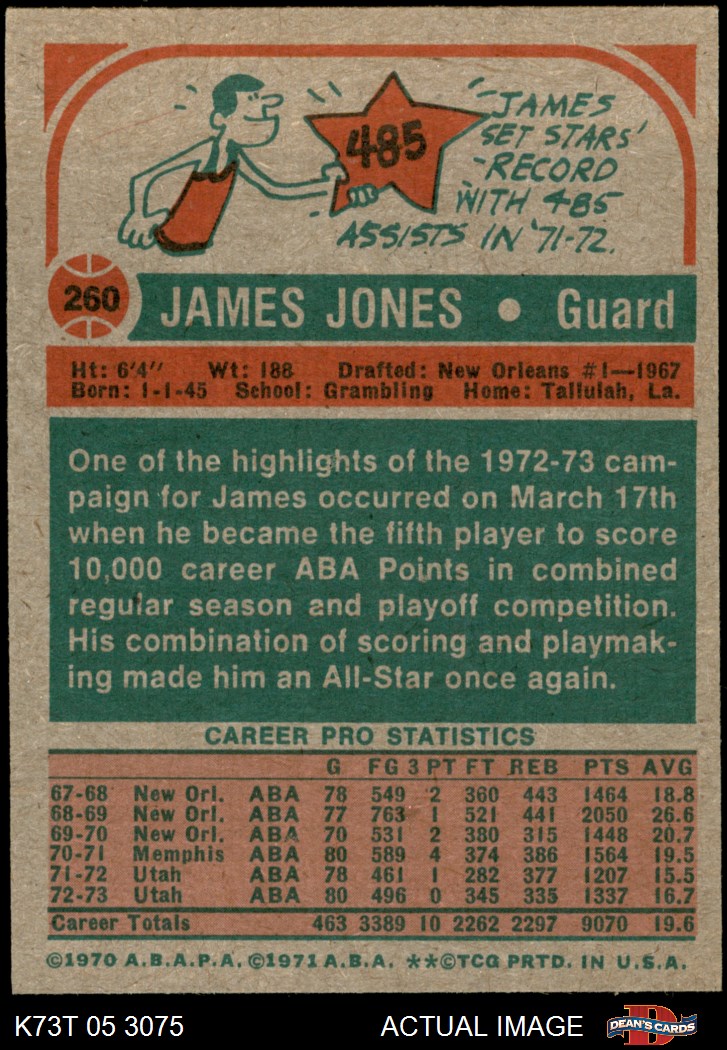 485
JAMES
SET STARS'
RECORD
WITH 485
ASSISTS IN '71-72.
260 JAMES JONES • Guard
Ht: 6'4" Wt: 188 Drafted: New Orleans #1—1967
Born: 1-1-45 School: Grambling Home: Tallulah, La.
One of the highlights of the 1972-73 cam-
paign for James occurred on March 17th
when he became the fifth player to score
10,000 career ABA Points in combined
regular season and playoff competition.
His combination of scoring and playmak-
ing made him an All-Star once again.
CAREER PRO STATISTICS
G FG 3 PT FT REB PTS AVG
67-68 New Orl. ABA 78 549 2 360 443 1464 18.8
68-69 New Orl. ABA 77 763 1 521 441 2050 26.6
69-70 New Orl. ABA 70 531 2 380 315 1448 20.7
70-71 Memphis ABA 80 589 4 374 386 1564 19.5
71-72 Utah ABA 78 461 1 282 377 1207 15.5
72-73 Utah ABA 80 496 0 345 335 1337 16.7
Career Totals 463 3389 10 2262 2297 9070 19.6
©1970 A.B.A.P.A. ©1971 A.B.A. **©TCG PRTD. IN U.S.A.
K73T 05 3075 ACTUAL IMAGE D DEAN'S CARDS